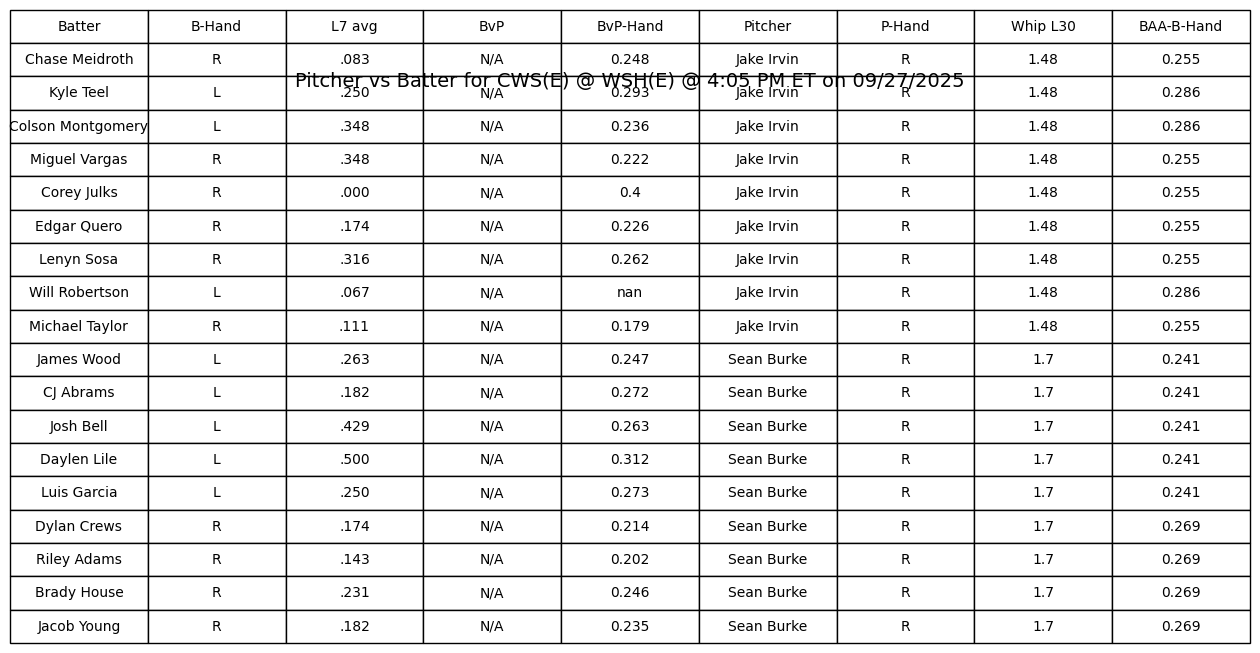 Batter B-Hand L7 avg BvP BvP-Hand Pitcher P-Hand Whip L30 BAA-B-Hand
Chase Meidroth R .083 N/A 0.248 Jake Irvin R 1.48 0.255
Pitcher vs Batter for CWS(E) @ WSH(E) @ 4:05 PM ET on 09/27/2025
Kyle Teel L .250 N/A 0.293 Jake Irvin R 1.48 0.286
Colson Montgomery L .348 N/A 0.236 Jake Irvin R 1.48 0.286
Miguel Vargas R .348 N/A 0.222 Jake Irvin R 1.48 0.255
Corey Julks R .000 N/A 0.4 Jake Irvin R 1.48 0.255
Edgar Quero R .174 N/A 0.226 Jake Irvin R 1.48 0.255
Lenyn Sosa R .316 N/A 0.262 Jake Irvin R 1.48 0.255
Will Robertson L .067 N/A nan Jake Irvin R 1.48 0.286
Michael Taylor R .111 N/A 0.179 Jake Irvin R 1.48 0.255
James Wood L .263 N/A 0.247 Sean Burke R 1.7 0.241
CJ Abrams L .182 N/A 0.272 Sean Burke R 1.7 0.241
Josh Bell L .429 N/A 0.263 Sean Burke R 1.7 0.241
Daylen Lile L .500 N/A 0.312 Sean Burke R 1.7 0.241
Luis Garcia L .250 N/A 0.273 Sean Burke R 1.7 0.241
Dylan Crews R .174 N/A 0.214 Sean Burke R 1.7 0.269
Riley Adams R .143 N/A 0.202 Sean Burke R 1.7 0.269
Brady House R .231 N/A 0.246 Sean Burke R 1.7 0.269
Jacob Young R .182 N/A 0.235 Sean Burke R 1.7 0.269